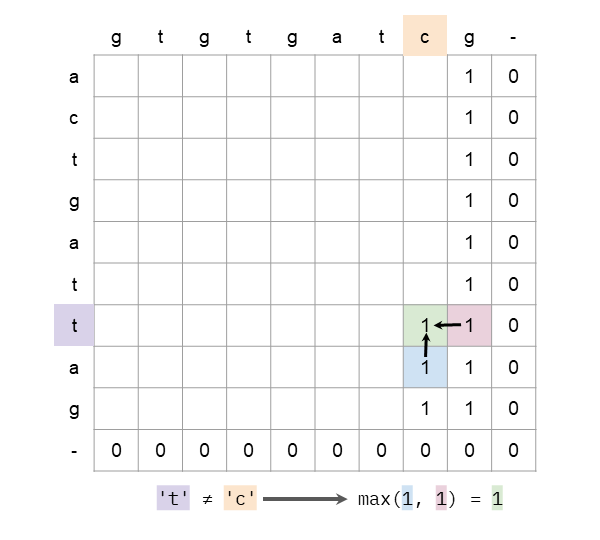 g t g t g a t c g -
a 1 0
c 1 0
t 1 0
g 1 0
a 1 0
t 1 0
t 1 1 0
a 1 1 0
g 1 1 0
- 0 0 0 0 0 0 0 0 0 0
't' ≠ 'c' max(1, 1) = 1